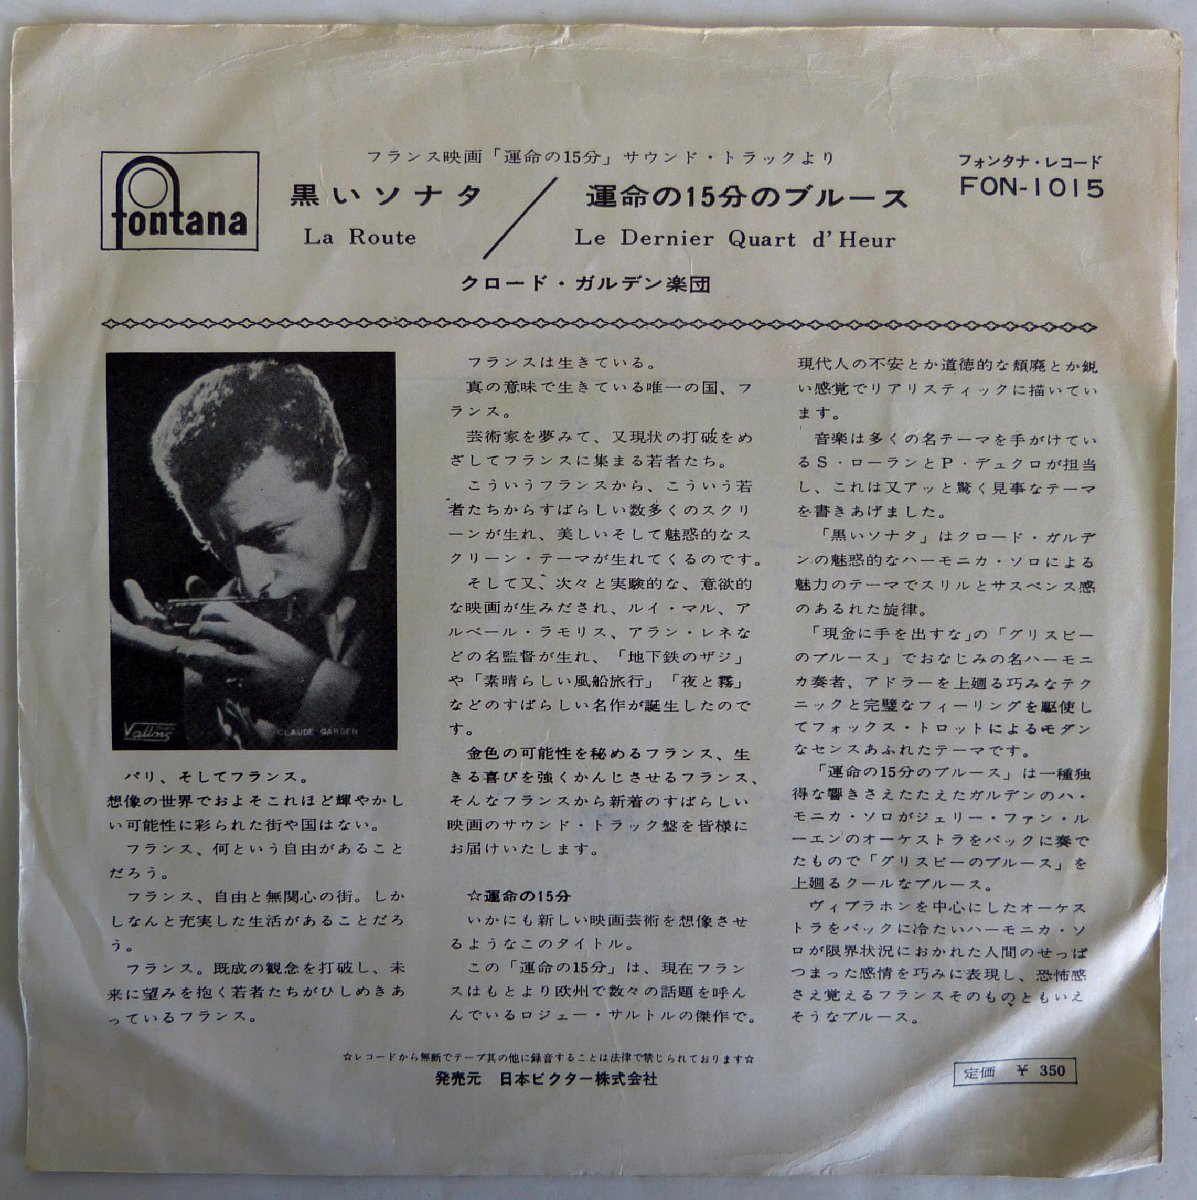 fontana
フランス映画「運命の15分」サウンド・トラックより
黒いソナタ／運命の15分のブルース
La Route Le Dernier Quart d'Heur
クロード・ガルデン楽団
フォンタナ・レコード
FON-1015
CLAUDE GARDEN
パリ、そしてフランス。
想像の世界でおよそこれほど輝やかし
い可能性に彩られた街や国はない。
フランス、何という自由があること
だろう。
フランス、自由と無関心の街。しか
しなんと充実した生活があることだろ
う。
フランス。既成の観念を打破し、未
来に望みを抱く若者たちがひしめきあ
っているフランス。
フランスは生きている。
真の意味で生きている唯一の国、フ
ランス。
芸術家を夢みて、又現状の打破をめ
ざしてフランスに集まる若者たち。
こういうフランスから、こういう若
者たちからすばらしい数多くのスクリ
ーンが生れ、美しいそして魅惑的なス
クリーン・テーマが生れてくるのです。
そして又、次々と実験的な、意欲的
な映画が生みだされ、ルイ・マル、ア
ルベール・ラモリス、アラン・レネな
どの名監督が生れ、「地下鉄のザジ」
や「素晴らしい風船旅行」「夜と霧」
などのすばらしい名作が誕生したので
す。
金色の可能性を秘めるフランス、生
きる喜びを強くかんじさせるフランス、
そんなフランスから新着のすばらしい
映画のサウンド・トラック盤を皆様に
お届けいたします。
☆運命の15分
いかにも新しい映画芸術を想像させ
るようなこのタイトル。
この「運命の15分」は、現在フラン
スはもとより欧州で数々の話題を呼ん
んでいるロジェー・サルトルの傑作で。
現代人の不安とか道徳的な頽廃とか鋭
い感覚でリアリスティックに描いてい
ます。
音楽は多くの名テーマを手がけてい
るS・ローランとP・デュクロが担当
し、これは又アッと驚く見事なテーマ
を書きあげました。
「黒いソナタ」はクロード・ガルデ
ンの魅惑的なハーモニカ・ソロによる
魅力のテーマでスリルとサスペンス感
のあるれた旋律。
「現金に手を出すな」の「グリスビー
のブルース」でおなじみの名ハーモニ
カ奏者、アドラーを上廻る巧みなテク
ニックと完璧なフィーリングを駆使し
てフォックス・トロットによるモダン
なセンスあふれたテーマです。
「運命の15分のブルース」は一種独
得な響きさえたたえたガルデンのハ・
モニカ・ソロがジェリー・ファン・ル
ーエンのオーケストラをバックに奏で
たもので「グリスビーのブルース」を
上廻るクールなブルース。
ヴィブラホンを中心にしたオーケス
トラをバックに冷たいハーモニカ・ソ
ロが限界状況におかれた人間のせっぱ
つまった感情を巧みに表現し、恐怖感
さえ覚えるフランスそのものともいえ
そうなブルース。
☆レコードから無断でテープ其の他に録音することは法律で禁じられております☆
発売元 日本ビクター株式会社
定価 ¥ 350